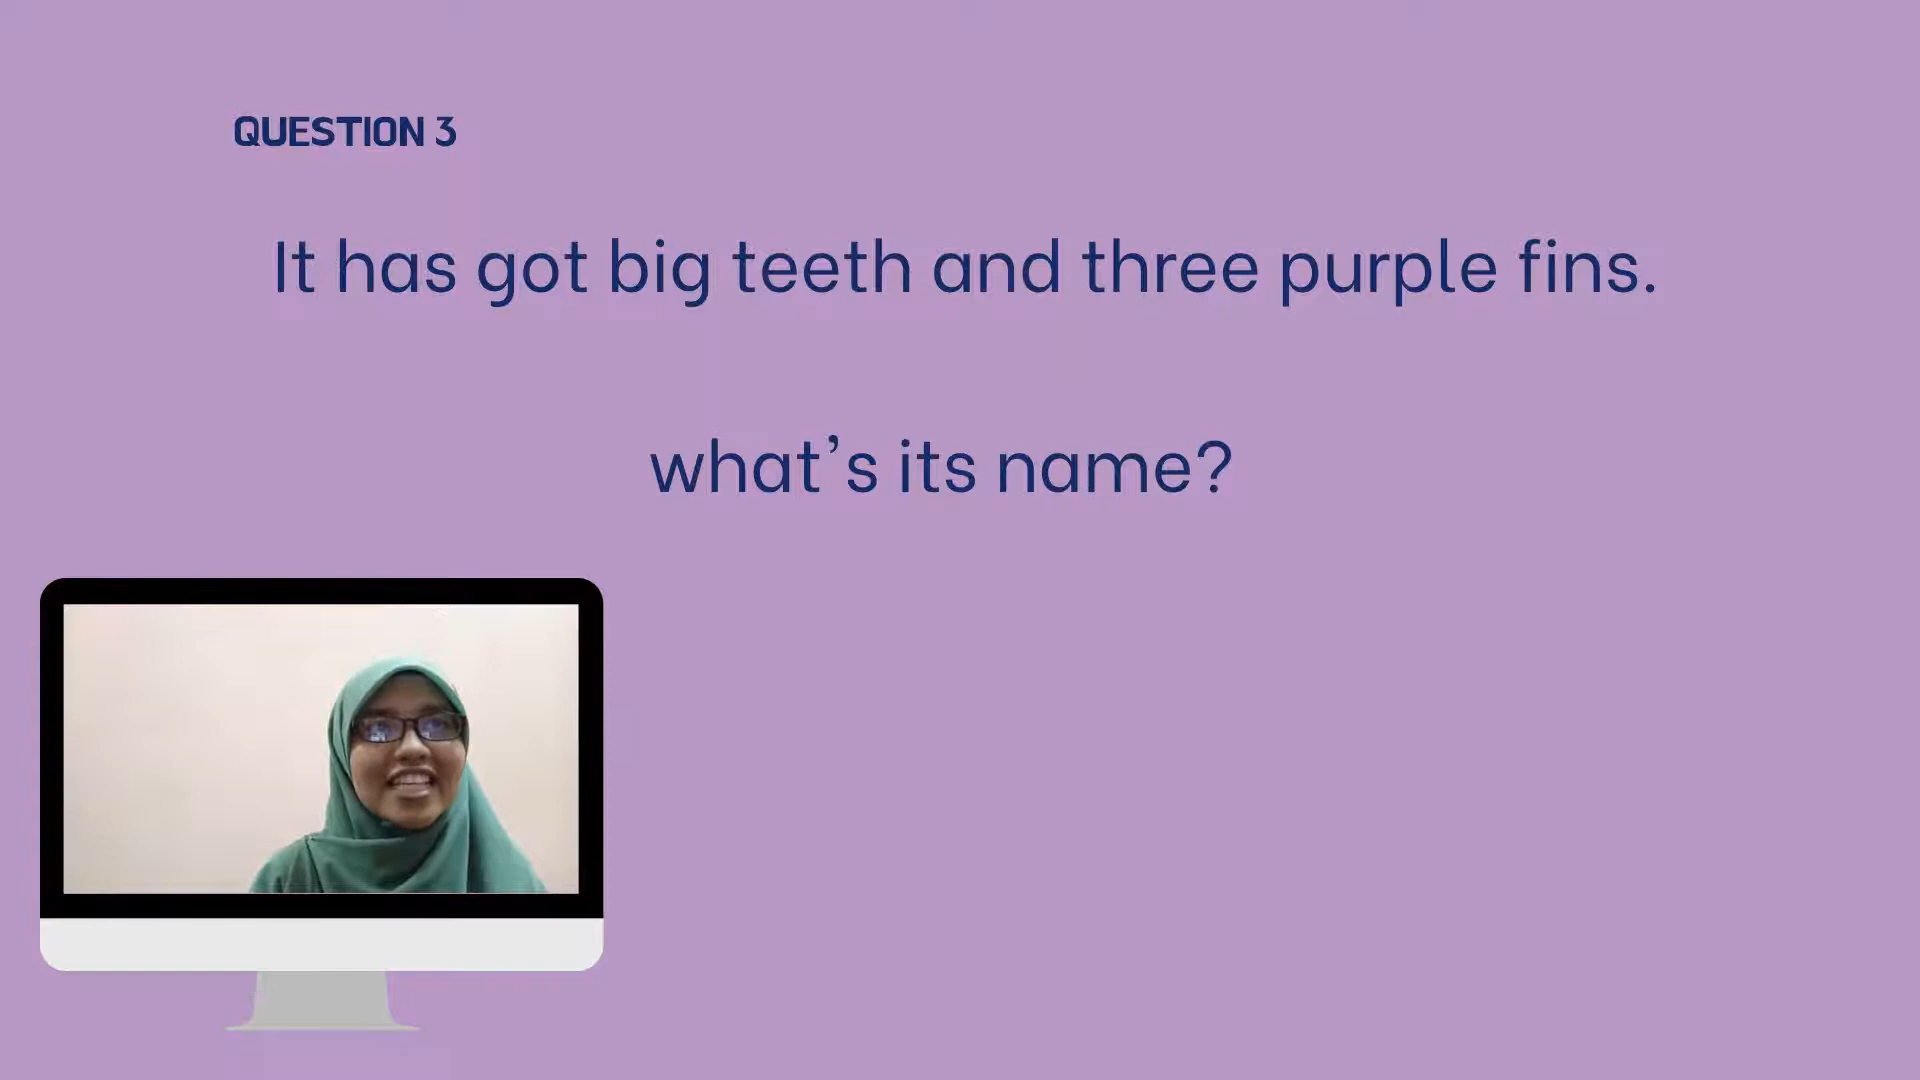 QUESTION 3
It has got big teeth and three purple fins.
what's its name?